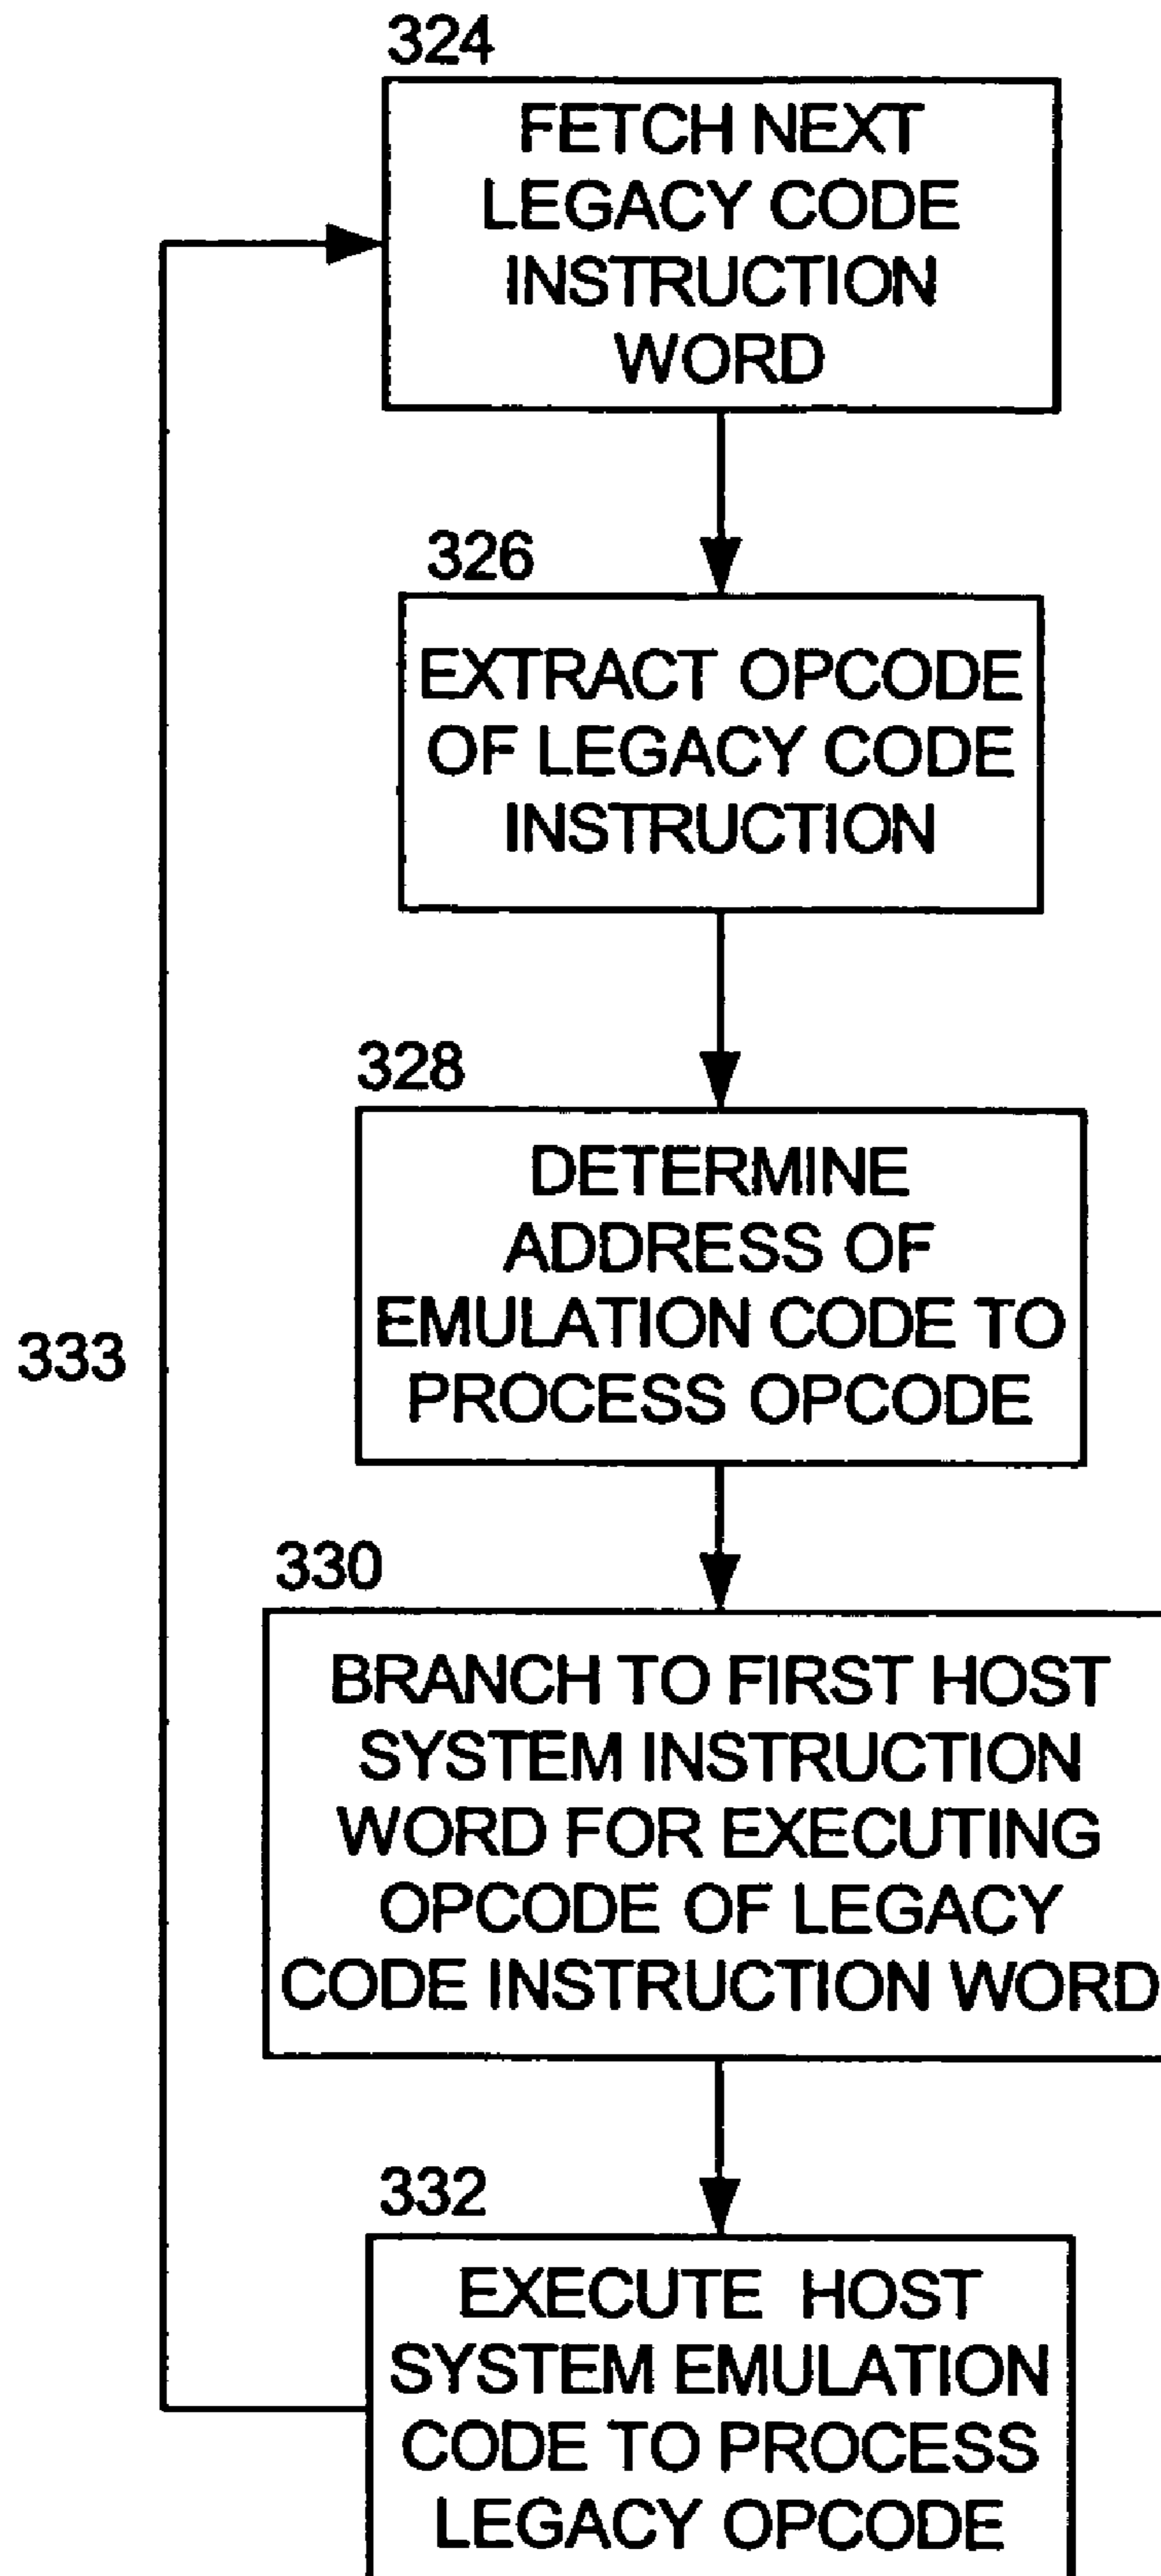 324
FETCH NEXT
LEGACY CODE
INSTRUCTION
WORD
326
EXTRACT OPCODE
OF LEGACY CODE
INSTRUCTION
328
DETERMINE
ADDRESS OF
EMULATION CODE TO
PROCESS OPCODE
333
330
BRANCH TO FIRST HOST
SYSTEM INSTRUCTION
WORD FOR EXECUTING
OPCODE OF LEGACY
CODE INSTRUCTION WORD
332
EXECUTE HOST
SYSTEM EMULATION
CODE TO PROCESS
LEGACY OPCODE